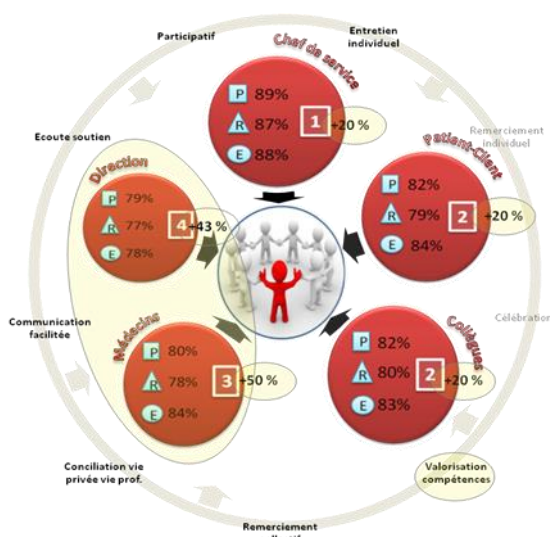 Participatif
Entretien
individuel
Chef de service
P 89%
R 87%
E 88%
1
+20 %
Ecoute soutien
Remerciement
individuel
Direction
P 79%
R 77%
E 78%
4
+43 %
Patient-Client
P 82%
R 79%
E 84%
2
+20 %
Communication
facilitée
Célébration
Médecins
P 80%
R 78%
E 84%
3
+50 %
Collègues
P 82%
R 80%
E 83%
2
+20 %
Conciliation vie
privée vie prof.
Valorisation
compétences
Remerciement